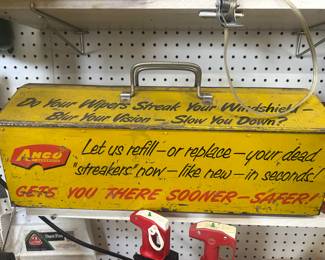 Do Your Wipers Streak Your Windshield
Blur Your Vision - Slow You Down?
ANCO
Let us refill - or replace - your dead
'streakers' now - like new - in seconds!
GETS YOU THERE SOONER - SAFER!